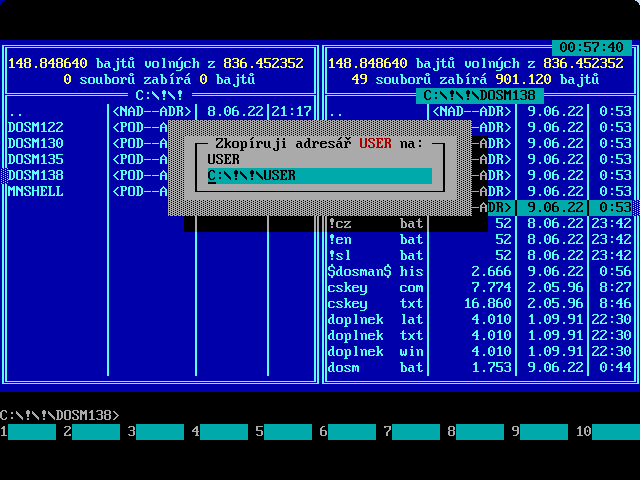 00:57:40
148.848640 bajtů volných z 836.452352 148.848640 bajtů volných z 836.452352
0 souborů zabírá 0 bajtů 49 souborů zabírá 901.120 bajtů
C:\!\! C:\!\!\DOSM138
.. <NAD--ADR> 8.06.22 21:17 .. <NAD--ADR> 9.06.22 0:53
DOSM122 <POD--A ADR> 9.06.22 0:53
DOSM130 <POD--A Zkopíruji adresář USER na: ADR> 9.06.22 0:53
DOSM135 <POD--A USER ADR> 9.06.22 0:53
DOSM138 <POD--A C:\!\!\USER ADR> 9.06.22 0:53
MNSHELL <POD--A ADR> 9.06.22 0:53
ADR> 9.06.22 0:53
!cz bat 52 8.06.22 23:42
!en bat 52 8.06.22 23:42
!sl bat 52 8.06.22 23:42
$dosman$ his 2.666 9.06.22 0:56
cskey com 7.774 2.05.96 8:27
cskey txt 16.860 2.05.96 8:46
doplnek lat 4.010 1.09.91 22:30
doplnek txt 4.010 1.09.91 22:30
doplnek win 4.010 1.09.91 22:30
dosm bat 1.753 9.06.22 0:44
C:\!\!\DOSM138>
1 2 3 4 5 6 7 8 9 10